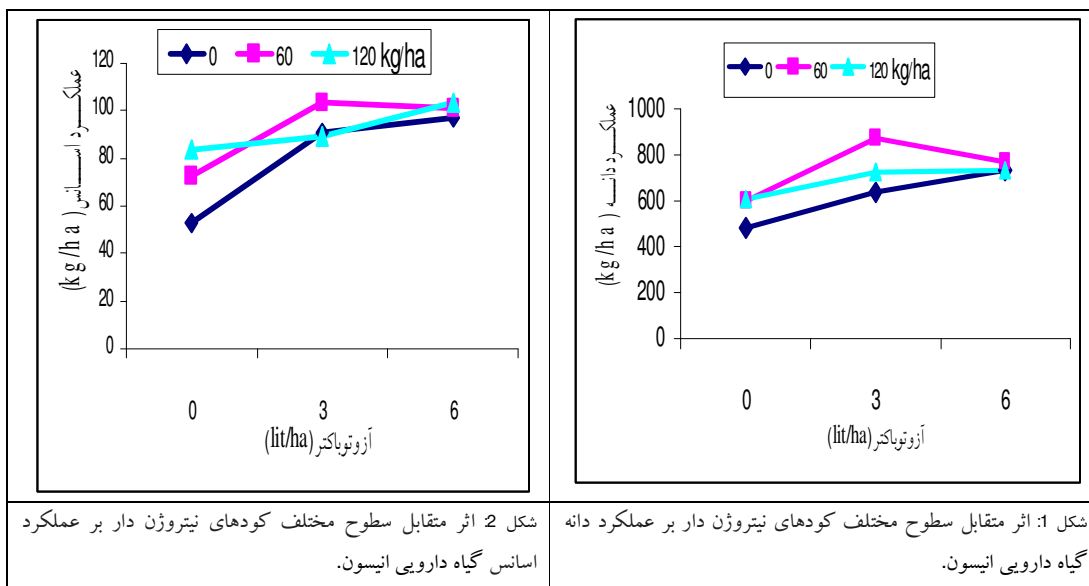 0 60 120 kg/ha
عملکرد دانه (kg/ha)
1000
800
600
400
200
0
0 3 6
آزوتوباکتر (lit/ha)
شکل 1: اثر متقابل سطوح مختلف کودهای نیتروژن دار بر عملکرد دانه
گیاه دارویی انیسون.
0 60 120 kg/ha
عملکرد اسانس (kg/ha)
120
100
80
60
40
20
0
0 3 6
آزوتوباکتر (lit/ha)
شکل 2: اثر متقابل سطوح مختلف کودهای نیتروژن دار بر عملکرد
اسانس گیاه دارویی انیسون.